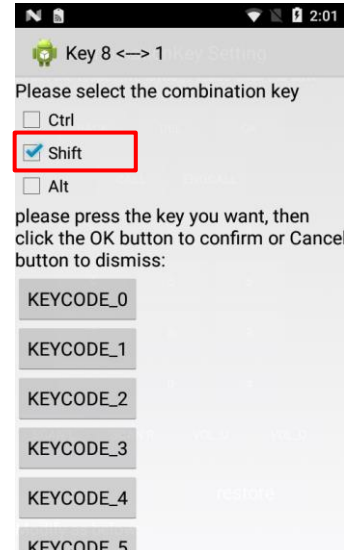 2:01
Key 8 <---> 1
Please select the combination key
Ctrl
Shift
Alt
please press the key you want, then
click the OK button to confirm or Cancel
button to dismiss:
KEYCODE_0
KEYCODE_1
KEYCODE_2
KEYCODE_3
KEYCODE_4
restore
KEYCODE_5